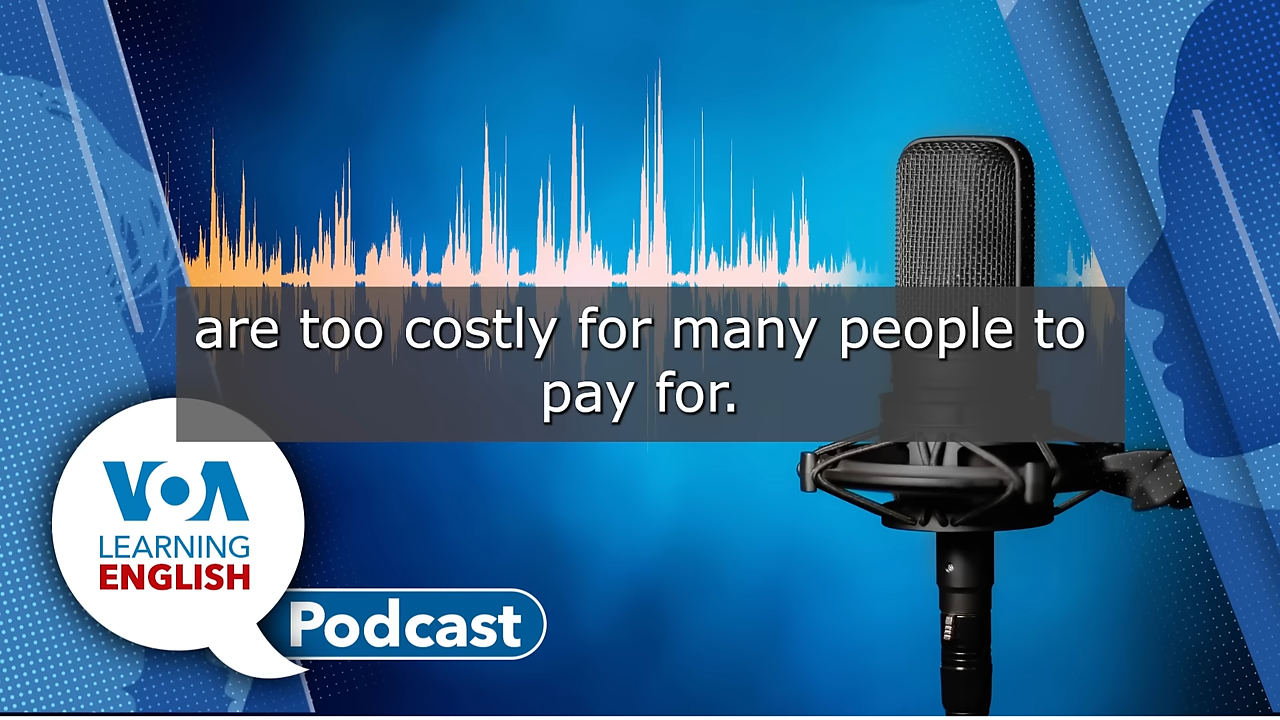 are too costly for many people to
pay for.
VOA
LEARNING
ENGLISH
Podcast